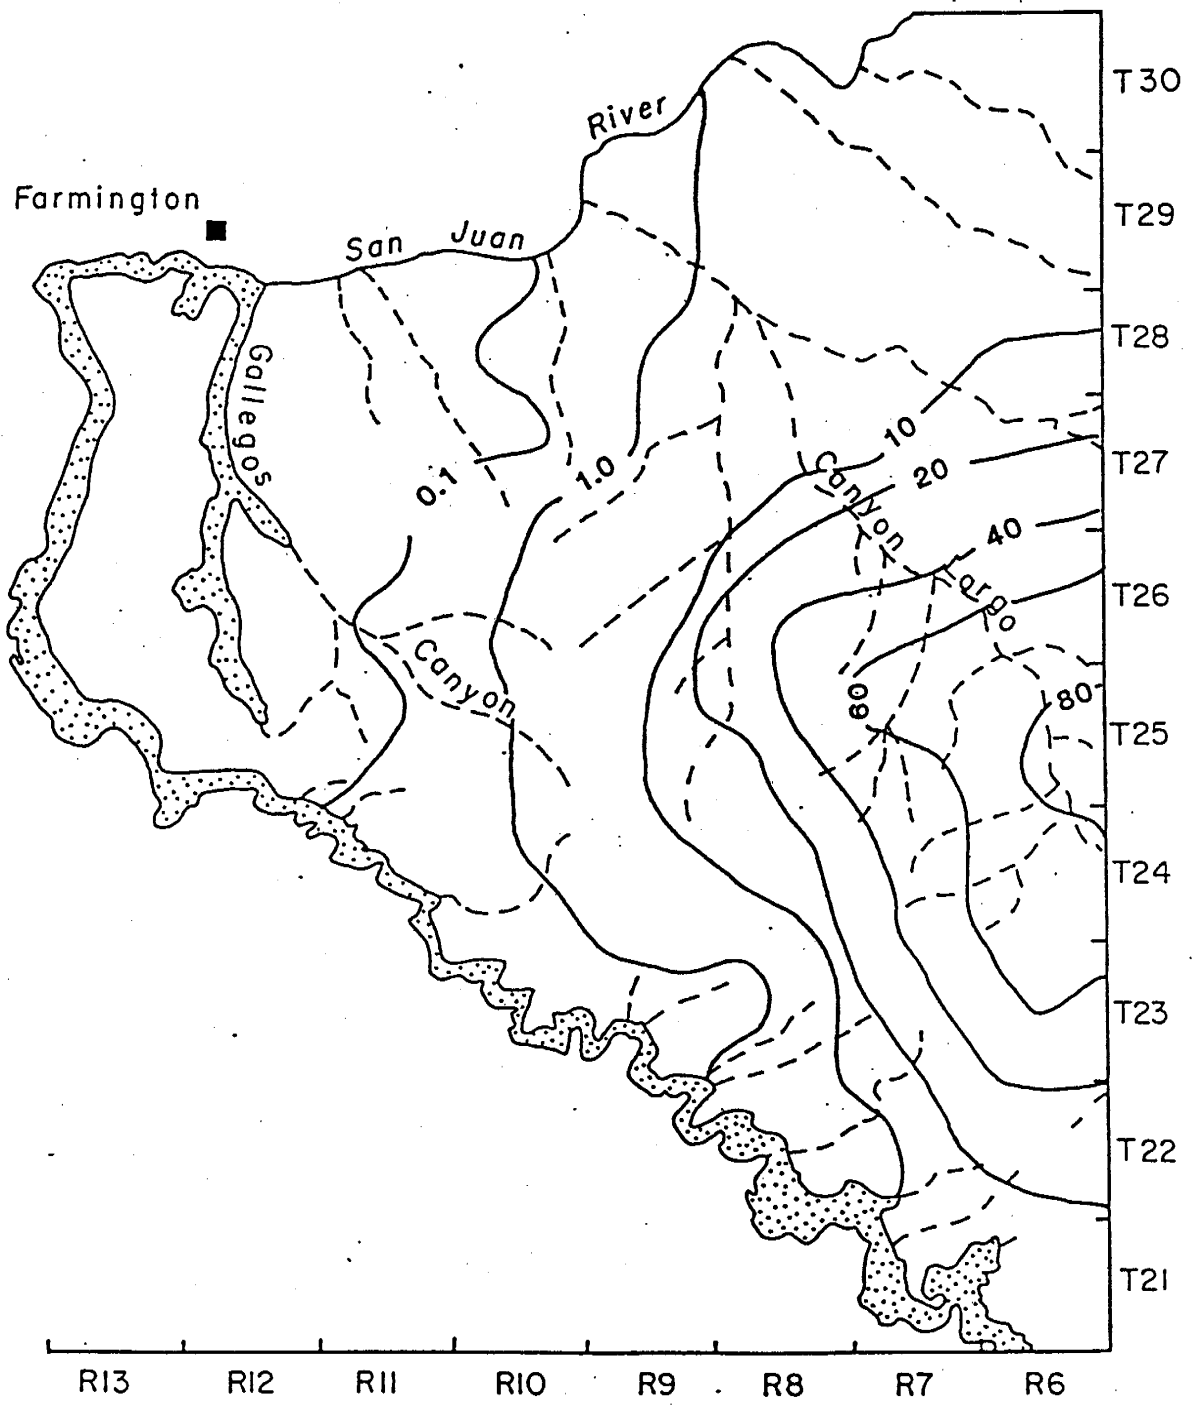 T30
River
Farmington
T29
San Juan
T28
Gallegos
10
T27
Canyon
20
1.0
0.1
40
Largo
T26
Canyon
60
80
T25
T24
T23
T22
T21
R13 R12 R11 R10 R9 R8 R7 R6